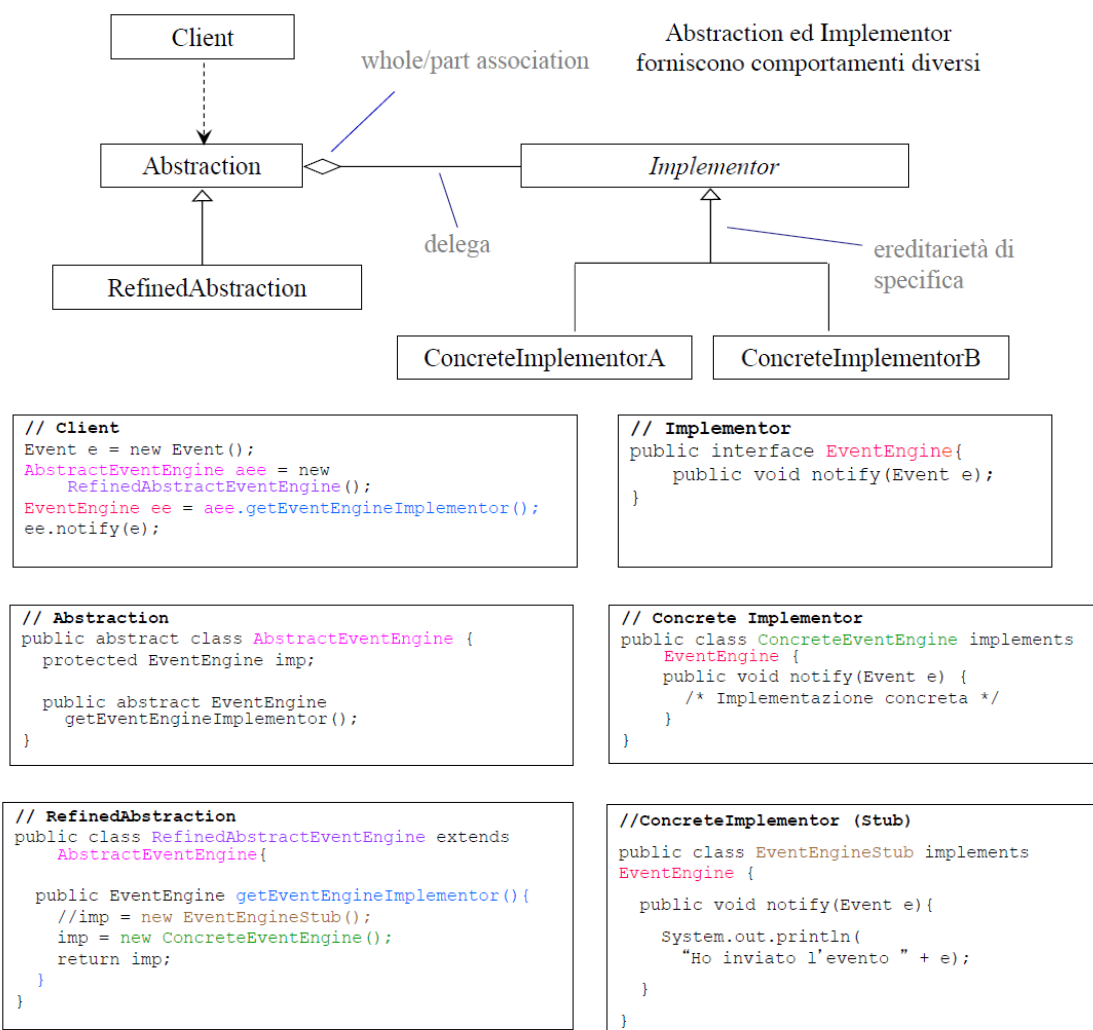 Client
Abstraction ed Implementor
forniscono comportamenti diversi
whole/part association
Abstraction
Implementor
delega
ereditarietà di
specifica
RefinedAbstraction
ConcreteImplementorA
ConcreteImplementorB
// Client
Event e = new Event();
AbstractEventEngine aee = new
RefinedAbstractEventEngine();
EventEngine ee = aee.getEventEngineImplementor();
ee.notify(e);
// Implementor
public interface EventEngine{
public void notify(Event e);
}
// Abstraction
public abstract class AbstractEventEngine {
protected EventEngine imp;
public abstract EventEngine
getEventEngineImplementor();
}
// Concrete Implementor
public class ConcreteEventEngine implements
EventEngine {
public void notify(Event e) {
/* Implementazione concreta */
}
}
// RefinedAbstraction
public class RefinedAbstractEventEngine extends
AbstractEventEngine{
public EventEngine getEventEngineImplementor(){
//imp = new EventEngineStub();
imp = new ConcreteEventEngine();
return imp;
}
}
//ConcreteImplementor (Stub)
public class EventEngineStub implements
EventEngine {
public void notify(Event e){
System.out.println(
“Ho inviato l’evento ” + e);
}
}